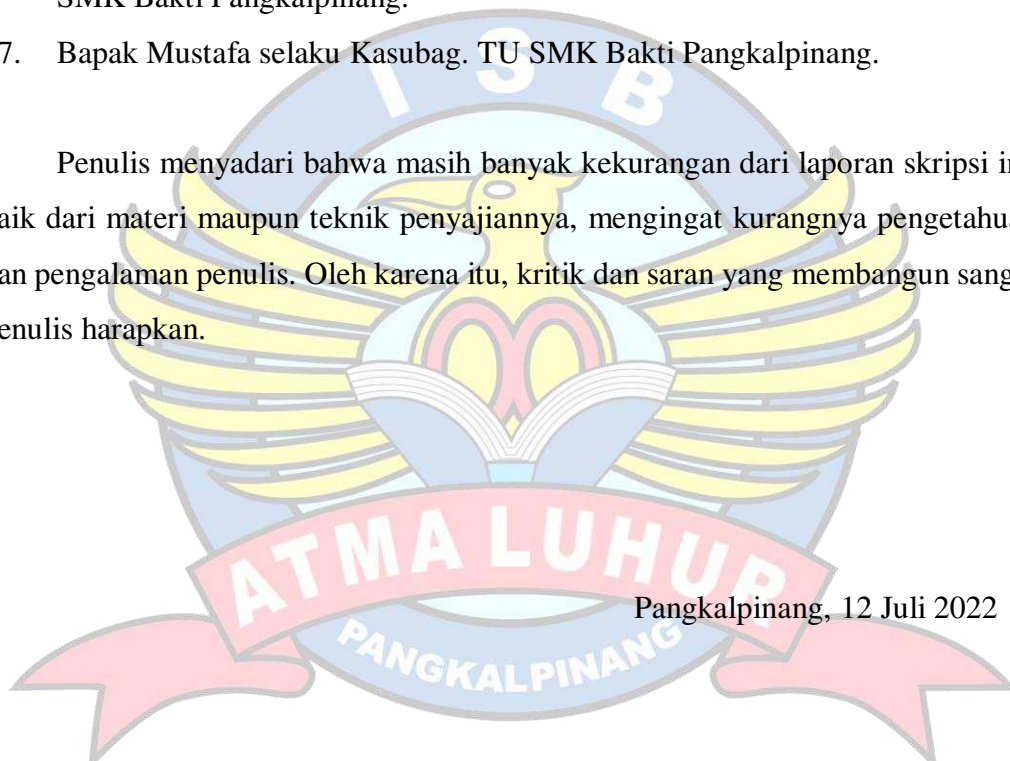 SMK Bakti Pangkalpinang.
7. Bapak Mustafa selaku Kasubag. TU SMK Bakti Pangkalpinang.
I S B
Penulis menyadari bahwa masih banyak kekurangan dari laporan skripsi in
aik dari materi maupun teknik penyajiannya, mengingat kurangnya pengetahua
an pengalaman penulis. Oleh karena itu, kritik dan saran yang membangun sang
enulis harapkan.
ATMA LUHUR
Pangkalpinang, 12 Juli 2022
PANGKALPINANG